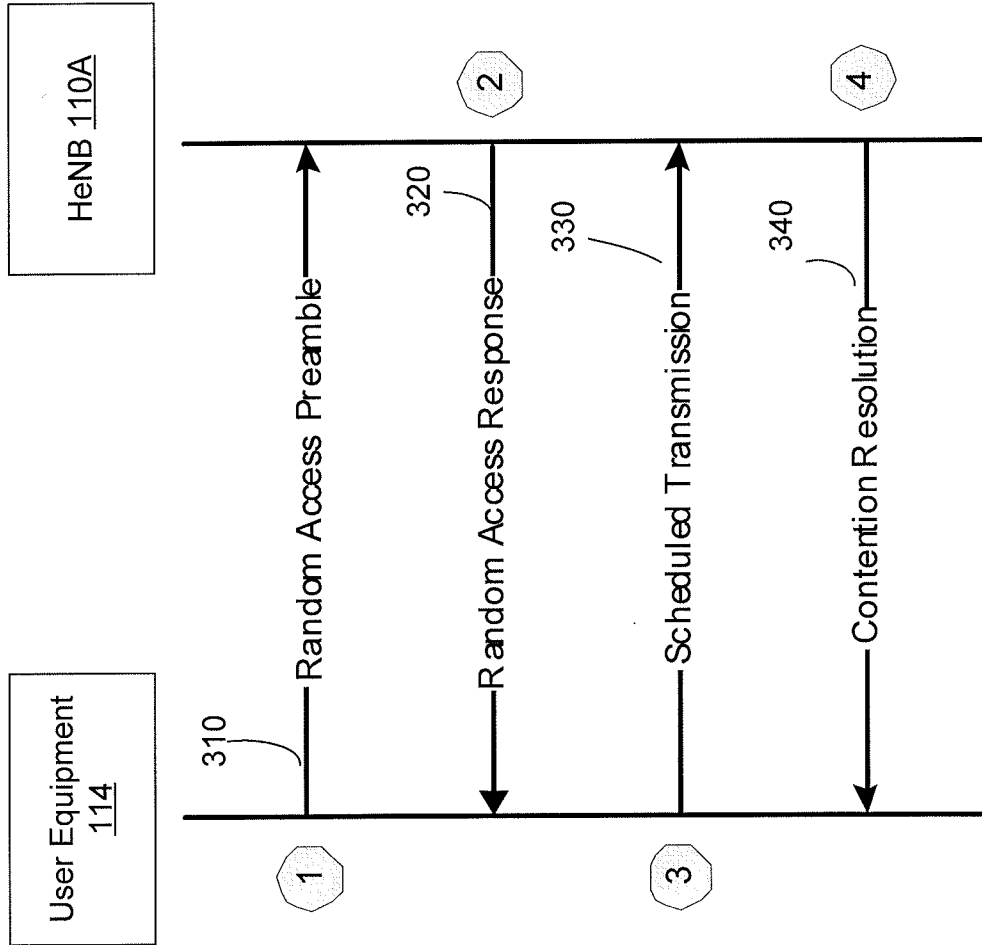 User Equipment
114
HeNB 110A
1
310
Random Access Preamble
2
320
Random Access Response
3
330
Scheduled Transmission
4
340
Contention Resolution